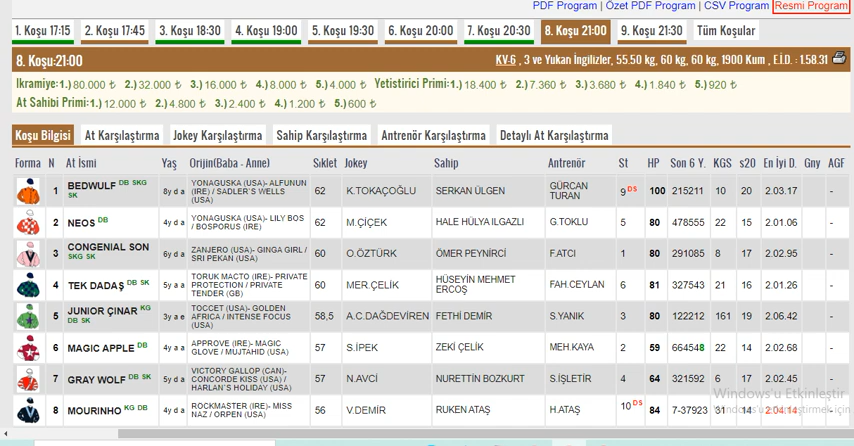 PDF Program | Özet PDF Program | CSV Program | Resmi Program
1. Koşu 17:15 2. Koşu 17:45 3. Koşu 18:30 4. Koşu 19:00 5. Koşu 19:30 6. Koşu 20:00 7. Koşu 20:30 8. Koşu 21:00 9. Koşu 21:30 Tüm Koşular
8. Koşu:21:00 KV-6 , 3 ve Yukarı İngilizler, 55.50 kg, 60 kg, 60 kg, 1900 Kum , E.İ.D. : 1.58.31
Ikramiye:1.) 80.000 ₺ 2.) 32.000 ₺ 3.) 16.000 ₺ 4.) 8.000 ₺ 5.) 4.000 ₺ Yetistirici Primi:1.) 18.400 ₺ 2.) 7.360 ₺ 3.) 3.680 ₺ 4.) 1.840 ₺ 5.) 920 ₺
At Sahibi Primi:1.) 12.000 ₺ 2.) 4.800 ₺ 3.) 2.400 ₺ 4.) 1.200 ₺ 5.) 600 ₺
Koşu Bilgisi At Karşılaştırma Jokey Karşılaştırma Sahip Karşılaştırma Antrenör Karşılaştırma Detaylı At Karşılaştırma
Forma N At İsmi Yaş Orijin(Baba - Anne) Sıklet Jokey Sahip Antrenör St HP Son 6 Y. KGS s20 En İyi D. Gny AGF
1 BEDWULF DB SKG SK 8y d a YONAGUSKA (USA)- ALFUNUN (IRE) / SADLER'S WELLS (USA) 62 K.TOKAÇOĞLU SERKAN ÜLGEN GÜRCAN TURAN 9 DS 100 215211 10 20 2.03.17 -
2 NEOS DB 4y d a YONAGUSKA (USA)- LILY BOS / BOSPORUS (IRE) 62 M.ÇİÇEK HALE HÜLYA ILGAZLI G.TOKLU 5 80 478555 22 15 2.01.06 -
3 CONGENIAL SON SKG SK 6y d a ZANJERO (USA)- GINGA GIRL / SRI PEKAN (USA) 60 O.ÖZTÜRK ÖMER PEYNİRCİ F.ATCI 1 80 291085 8 17 2.02.95 -
4 TEK DADAŞ DB SK 5y a a TORUK MACTO (IRE)- PRIVATE PROTECTION / PRIVATE TENDER (GB) 60 MER.ÇELİK HÜSEYİN MEHMET ERCOŞ FAH.CEYLAN 6 81 327543 21 16 2.01.26 -
5 JUNIOR ÇINAR KG DB SK 3y a e TOCCET (USA)- GOLDEN AFRICA / INTENSE FOCUS (USA) 58,5 A.C.DAĞDEVİREN FETHİ DEMİR S.YANIK 3 80 122212 161 19 2.06.42 -
6 MAGIC APPLE DB 4y a a APPROVE (IRE)- MAGIC GLOVE / MUJTAHID (USA) 57 S.İPEK ZEKİ ÇELİK MEH.KAYA 2 59 664548 22 14 2.02.68 -
7 GRAY WOLF DB SK 5y d a VICTORY GALLOP (CAN)- CONCORDE KISS (USA) / HARLAN'S HOLIDAY (USA) 57 N.AVCI NURETTİN BOZKURT S.İŞLETİR 4 64 321592 6 17 2.02.45 -
8 MOURINHO KG DB 4y d a ROCKMASTER (IRE)- MISS NAZ / ORPEN (USA) 56 V.DEMİR RUKEN ATAŞ H.ATAŞ 10 DS 84 7-37923 31 14 2.04.14 -
Windows'u Etkinleştir
Windows'u etkinleştirmek için